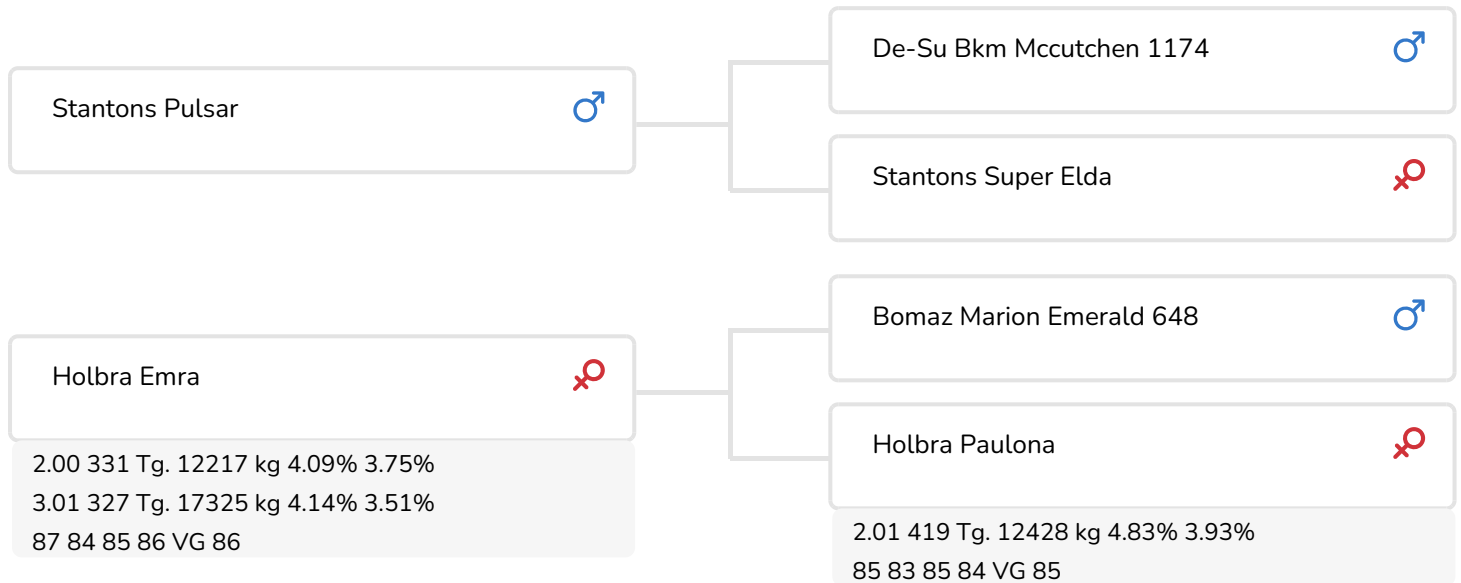 De-Su Bkm Mccutchen 1174
Stantons Pulsar
Stantons Super Elda
Bomaz Marion Emerald 648
Holbra Emra
2.00 331 Tg. 12217 kg 4.09% 3.75%
3.01 327 Tg. 17325 kg 4.14% 3.51%
87 84 85 86 VG 86
Holbra Paulona
2.01 419 Tg. 12428 kg 4.83% 3.93%
85 83 85 84 VG 85